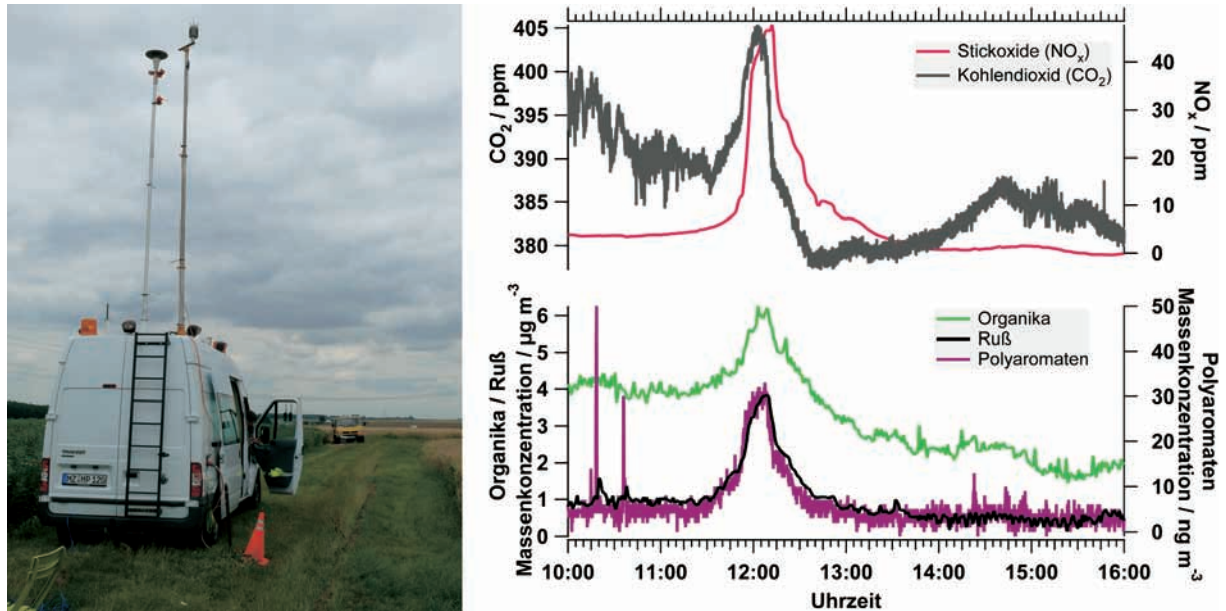 405
400
395
390
385
380
CO₂ / ppm
Stickoxide (NOₓ)
Kohlendioxid (CO₂)
40
30
20
10
0
NOₓ / ppm
6
5
4
3
2
1
0
Organika / Ruß
Massenkonzentration / µg m⁻³
Organika
Ruß
Polyaromaten
50
40
30
20
10
0
Polyaromaten
Massenkonzentration / ng m⁻³
10:00 11:00 12:00 13:00 14:00 15:00 16:00
Uhrzeit